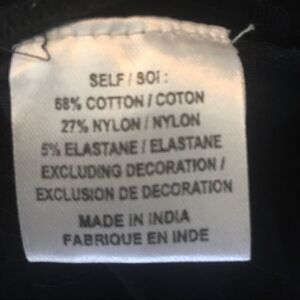 SELF / SOI :
68% COTTON / COTON
27% NYLON / NYLON
5% ELASTANE / ELASTANE
EXCLUDING DECORATION /
EXCLUSION DE DECORATION
MADE IN INDIA
FABRIQUE EN INDE